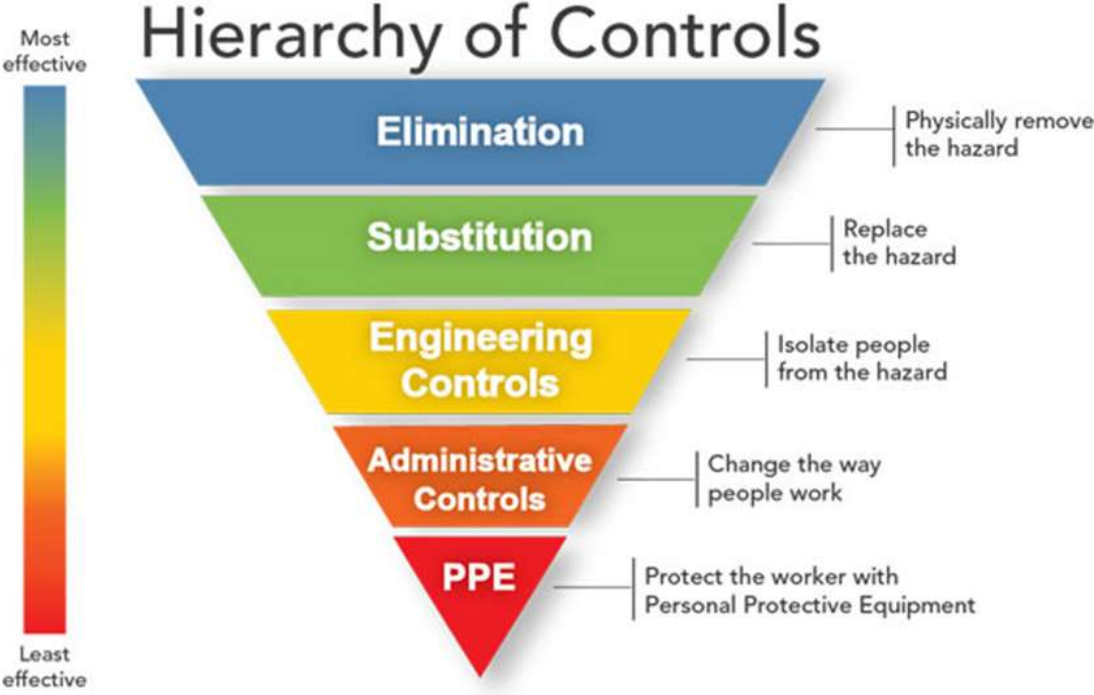 Hierarchy of Controls
Most
effective
Elimination
Physically remove
the hazard
Substitution
Replace
the hazard
Engineering
Controls
Isolate people
from the hazard
Administrative
Controls
Change the way
people work
PPE
Protect the worker with
Personal Protective Equipment
Least
effective